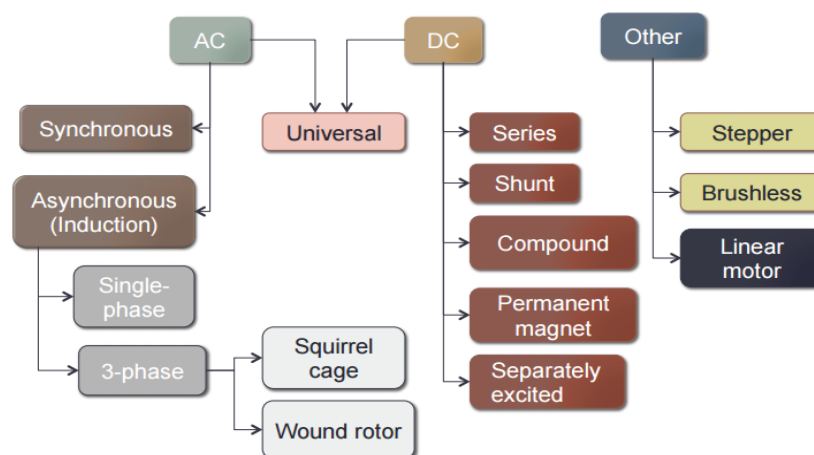 AC
DC
Other
Synchronous
Universal
Series
Stepper
Shunt
Brushless
Asynchronous
(Induction)
Compound
Linear
motor
Single-
phase
Permanent
magnet
3-phase
Squirrel
cage
Separately
excited
Wound rotor